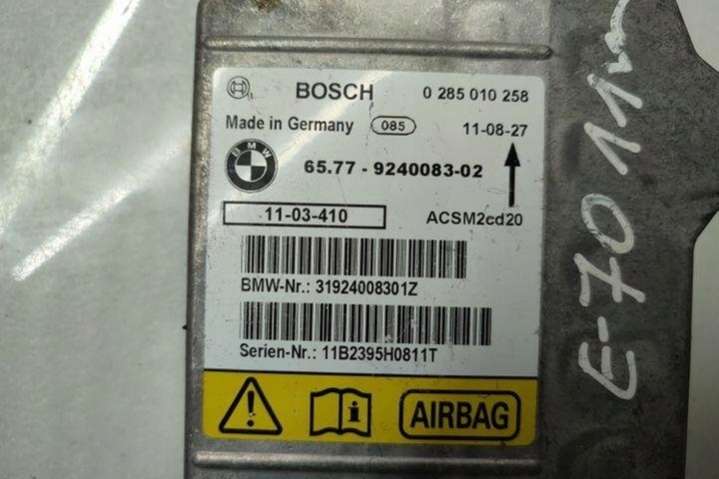 BOSCH 0 285 010 258
Made in Germany 085 11-08-27
BMW 65.77 - 9240083-02
11-03-410 ACSM2cd20
BMW-Nr.: 31924008301Z
Serien-Nr.: 11B2395H0811T
AIRBAG
E-70 11m